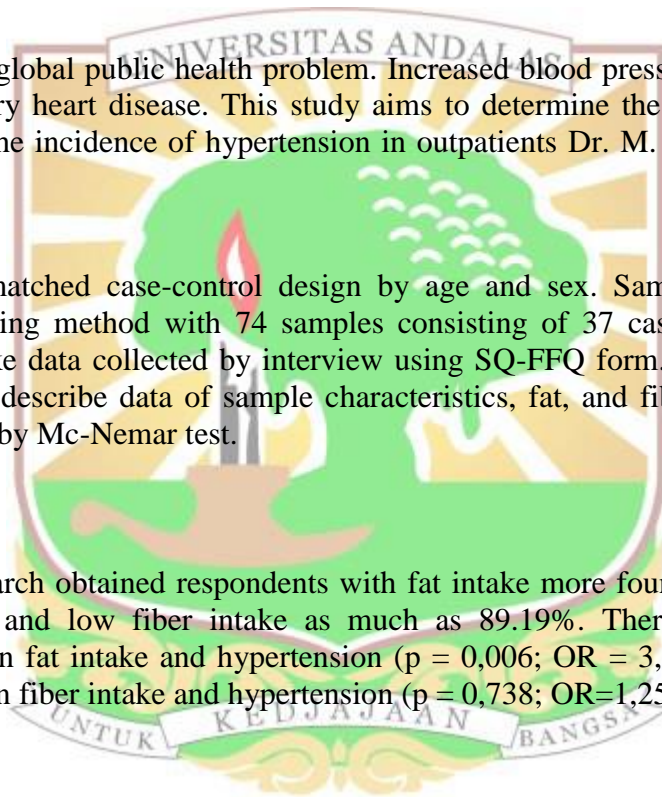 UNIVERSITAS ANDALAS
global public health problem. Increased blood press
ry heart disease. This study aims to determine the
he incidence of hypertension in outpatients Dr. M.
natched case-control design by age and sex. Sam
ing method with 74 samples consisting of 37 cas
ke data collected by interview using SQ-FFQ form.
describe data of sample characteristics, fat, and fil
by Mc-Nemar test.
arch obtained respondents with fat intake more four
and low fiber intake as much as 89.19%. Ther
n fat intake and hypertension (p = 0,006; OR = 3,
n fiber intake and hypertension (p = 0,738; OR=1,25
UNTUK KEDJAJAAN BANGSA